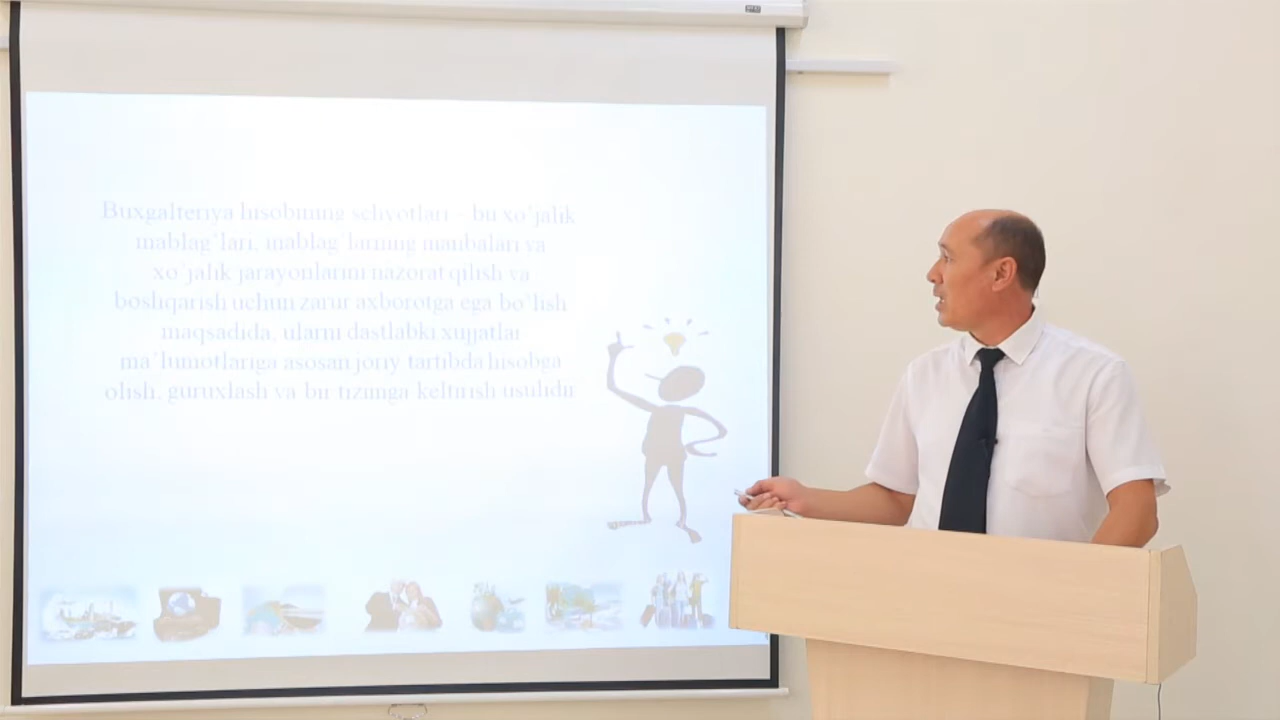 Buxgalteriya hisobining schyotlari – bu xo'jalik
mablag'lari, mablag'larning manbalari va
xo'jalik jarayonlarini nazorat qilish va
boshqarish uchun zarur axborotga ega bo'lish
maqsadida, ularni dastlabki xujjatlar
ma'lumotlariga asosan joriy tartibda hisobga
olish, guruxlash va bir tizimga keltirish usulidir